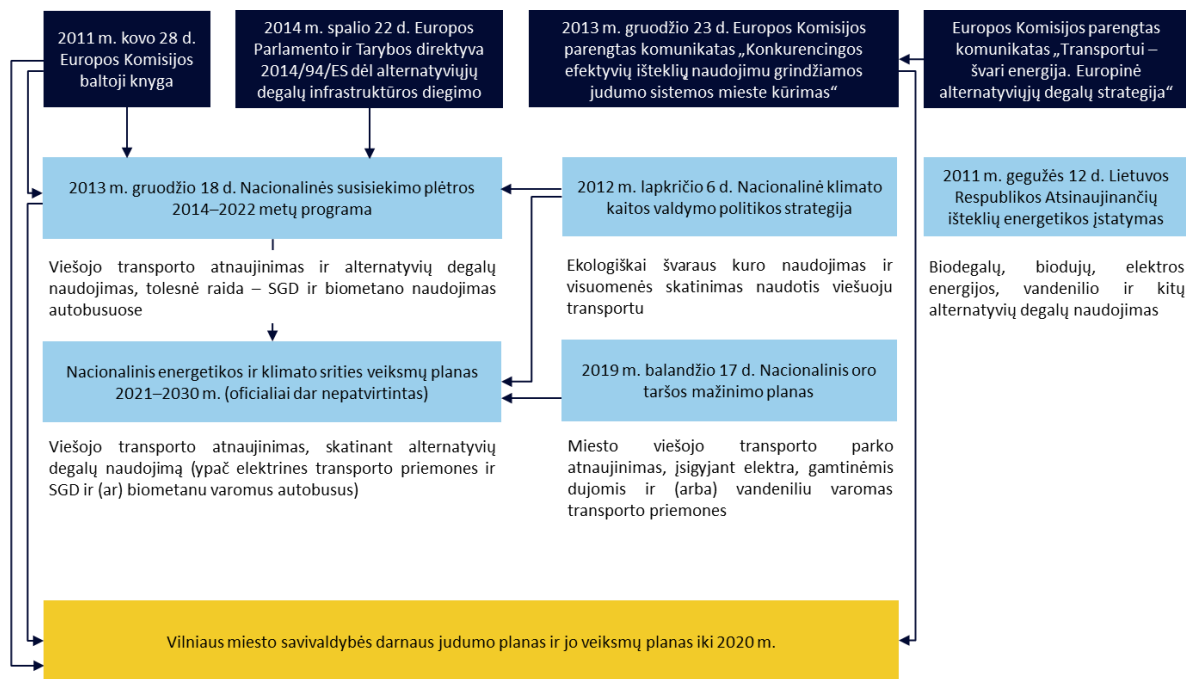 2011 m. kovo 28 d.
Europos Komisijos
baltoji knyga
2014 m. spalio 22 d. Europos
Parlamento ir Tarybos direktyva
2014/94/ES dėl alternatyviųjų
degalų infrastruktūros diegimo
2013 m. gruodžio 23 d. Europos Komisijos
parengtas komunikatas „Konkurencingos
efektyvių išteklių naudojimu grindžiamos
judumo sistemos mieste kūrimas“
Europos Komisijos parengtas
komunikatas „Transportui –
švari energija. Europinė
alternatyviųjų degalų strategija“
2013 m. gruodžio 18 d. Nacionalinės susisiekimo plėtros
2014–2022 metų programa
2012 m. lapkričio 6 d. Nacionalinė klimato
kaitos valdymo politikos strategija
2011 m. gegužės 12 d. Lietuvos
Respublikos Atsinaujinančių
išteklių energetikos įstatymas
Viešojo transporto atnaujinimas ir alternatyvių degalų
naudojimas, tolesnė raida – SGD ir biometano naudojimas
autobusuose
Ekologiškai švaraus kuro naudojimas ir
visuomenės skatinimas naudotis viešuoju
transportu
Biodegalų, biodujų, elektros
energijos, vandenilio ir kitų
alternatyvių degalų naudojimas
Nacionalinis energetikos ir klimato srities veiksmų planas
2021–2030 m. (oficialiai dar nepatvirtintas)
2019 m. balandžio 17 d. Nacionalinis oro
taršos mažinimo planas
Viešojo transporto atnaujinimas, skatinant alternatyvių
degalų naudojimą (ypač elektrines transporto priemones ir
SGD ir (ar) biometanu varomus autobusus)
Miesto viešojo transporto parko
atnaujinimas, įsigyjant elektra, gamtinėmis
dujomis ir (arba) vandeniliu varomas
transporto priemones
Vilniaus miesto savivaldybės darnaus judumo planas ir jo veiksmų planas iki 2020 m.